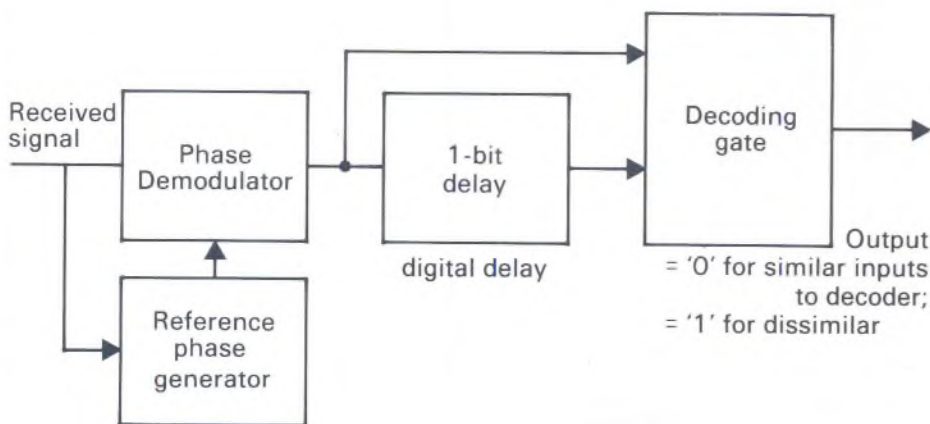 Received
signal
Phase
Demodulator
1-bit
delay
Decoding
gate
digital delay
Reference
phase
generator
Output
= '0' for similar inputs
to decoder;
= '1' for dissimilar